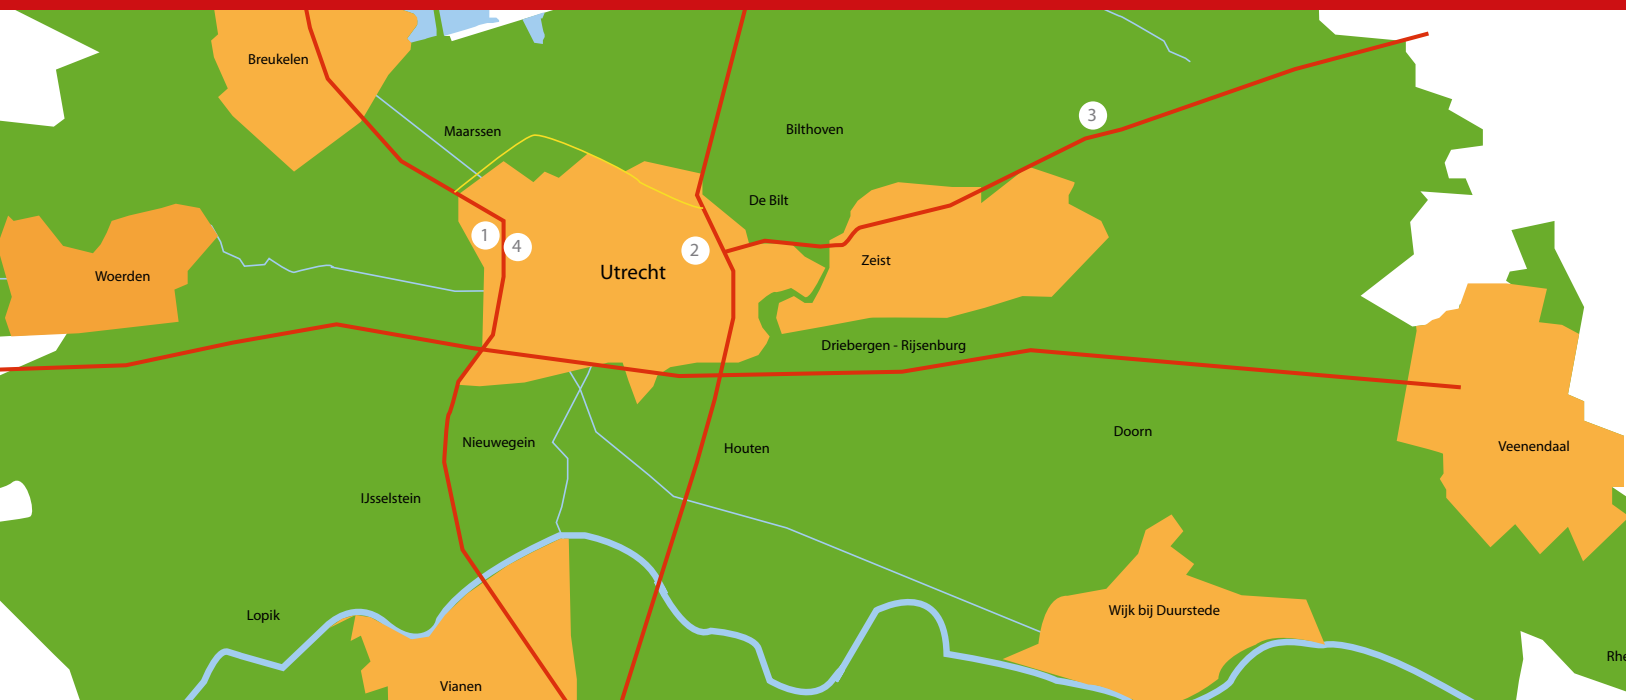 Breukelen
Maarssen
Bilthoven
3
De Bilt
1
4
2
Utrecht
Zeist
Woerden
Driebergen - Rijsenburg
Nieuwegein
Houten
Doorn
Veenendaal
IJsselstein
Lopik
Wijk bij Duurstede
Vianen
Rhe